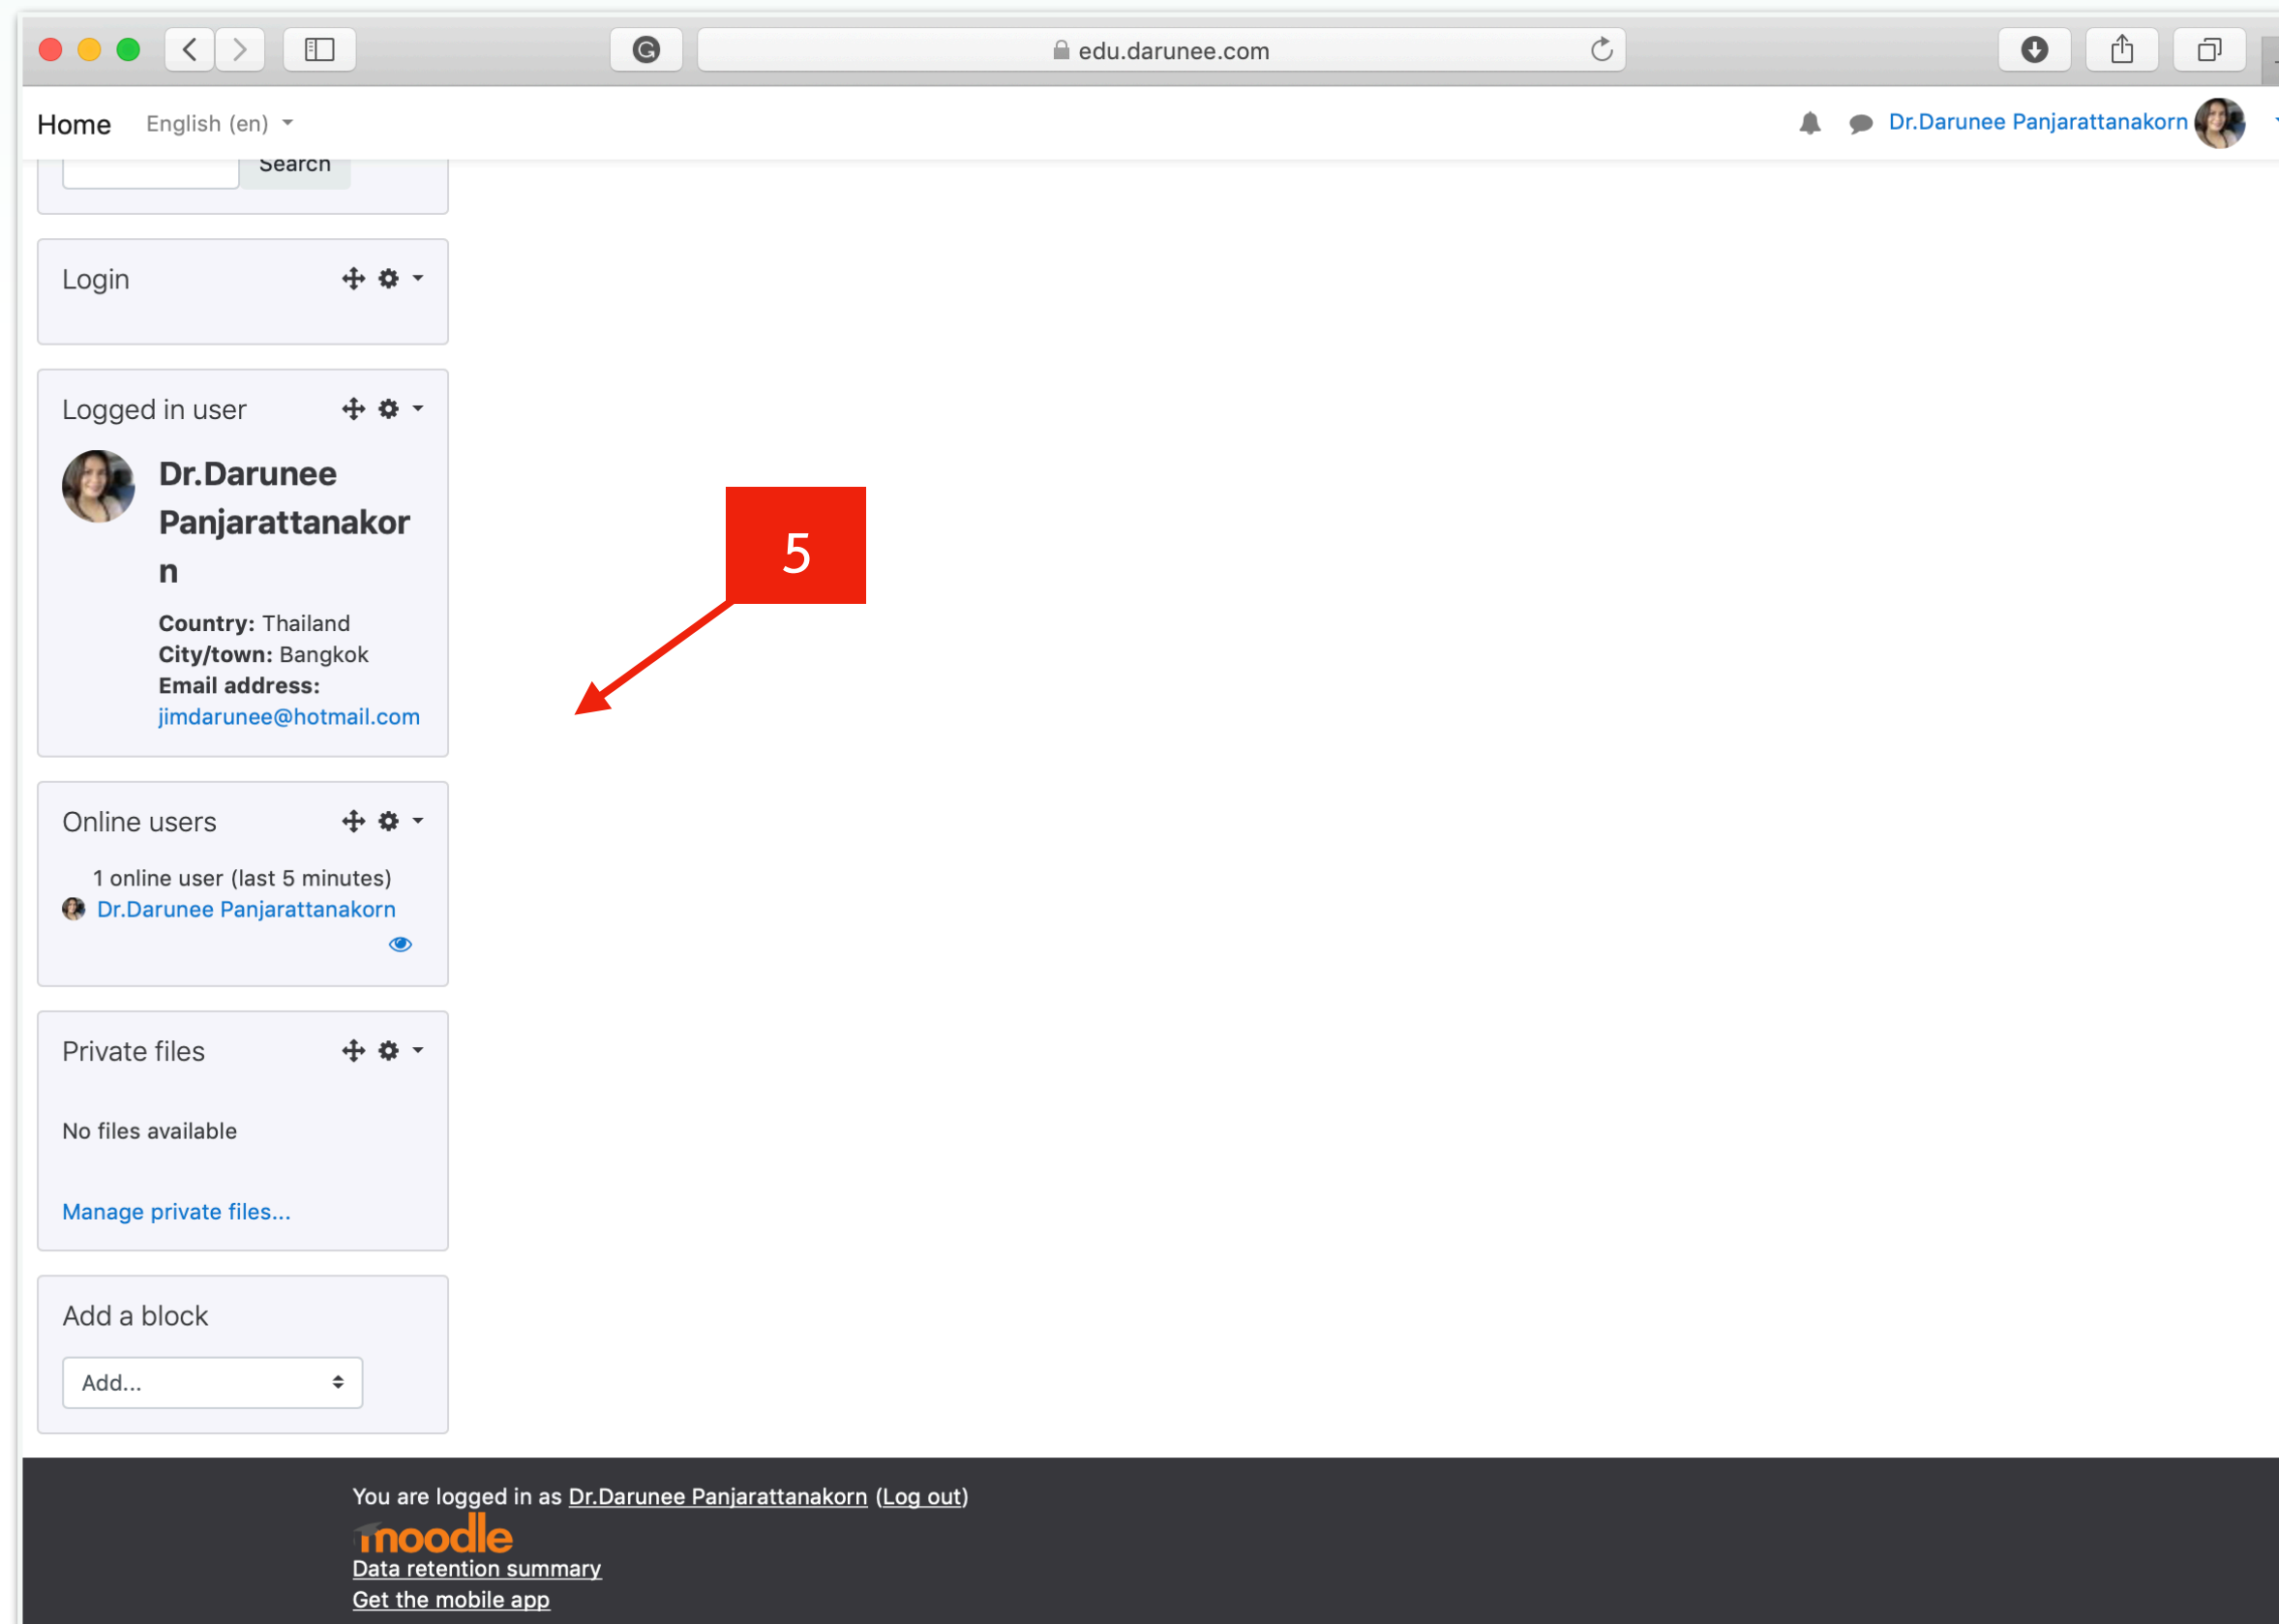 edu.darunee.com
Home English (en) Dr.Darunee Panjarattanakorn
Search
Login
Logged in user
Dr.Darunee
Panjarattanakor
n
Country: Thailand
City/town: Bangkok
Email address:
jimdarunee@hotmail.com
5
Online users
1 online user (last 5 minutes)
Dr.Darunee Panjarattanakorn
Private files
No files available
Manage private files...
Add a block
Add...
You are logged in as Dr.Darunee Panjarattanakorn (Log out)
moodle
Data retention summary
Get the mobile app